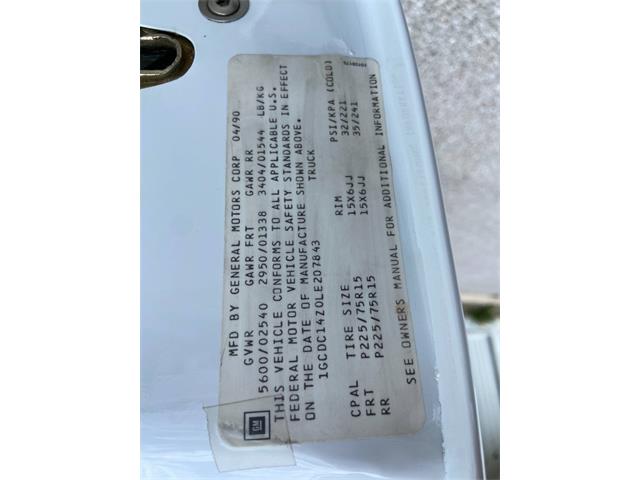 MFD BY GENERAL MOTORS CORP 04/90
GVWR GAWR FRT GAWR RR
5600/02540 2950/01338 3404/01544 LB/KG
THIS VEHICLE CONFORMS TO ALL APPLICABLE U.S.
FEDERAL MOTOR VEHICLE SAFETY STANDARDS IN EFFECT
ON THE DATE OF MANUFACTURE SHOWN ABOVE.
1GCDC14Z0LE207843 TRUCK
CPAL TIRE SIZE RIM PSI/KPA (COLD)
FRT P225/75R15 15X6JJ 32/221
RR P225/75R15 15X6JJ 35/241
SEE OWNERS MANUAL FOR ADDITIONAL INFORMATION
GM